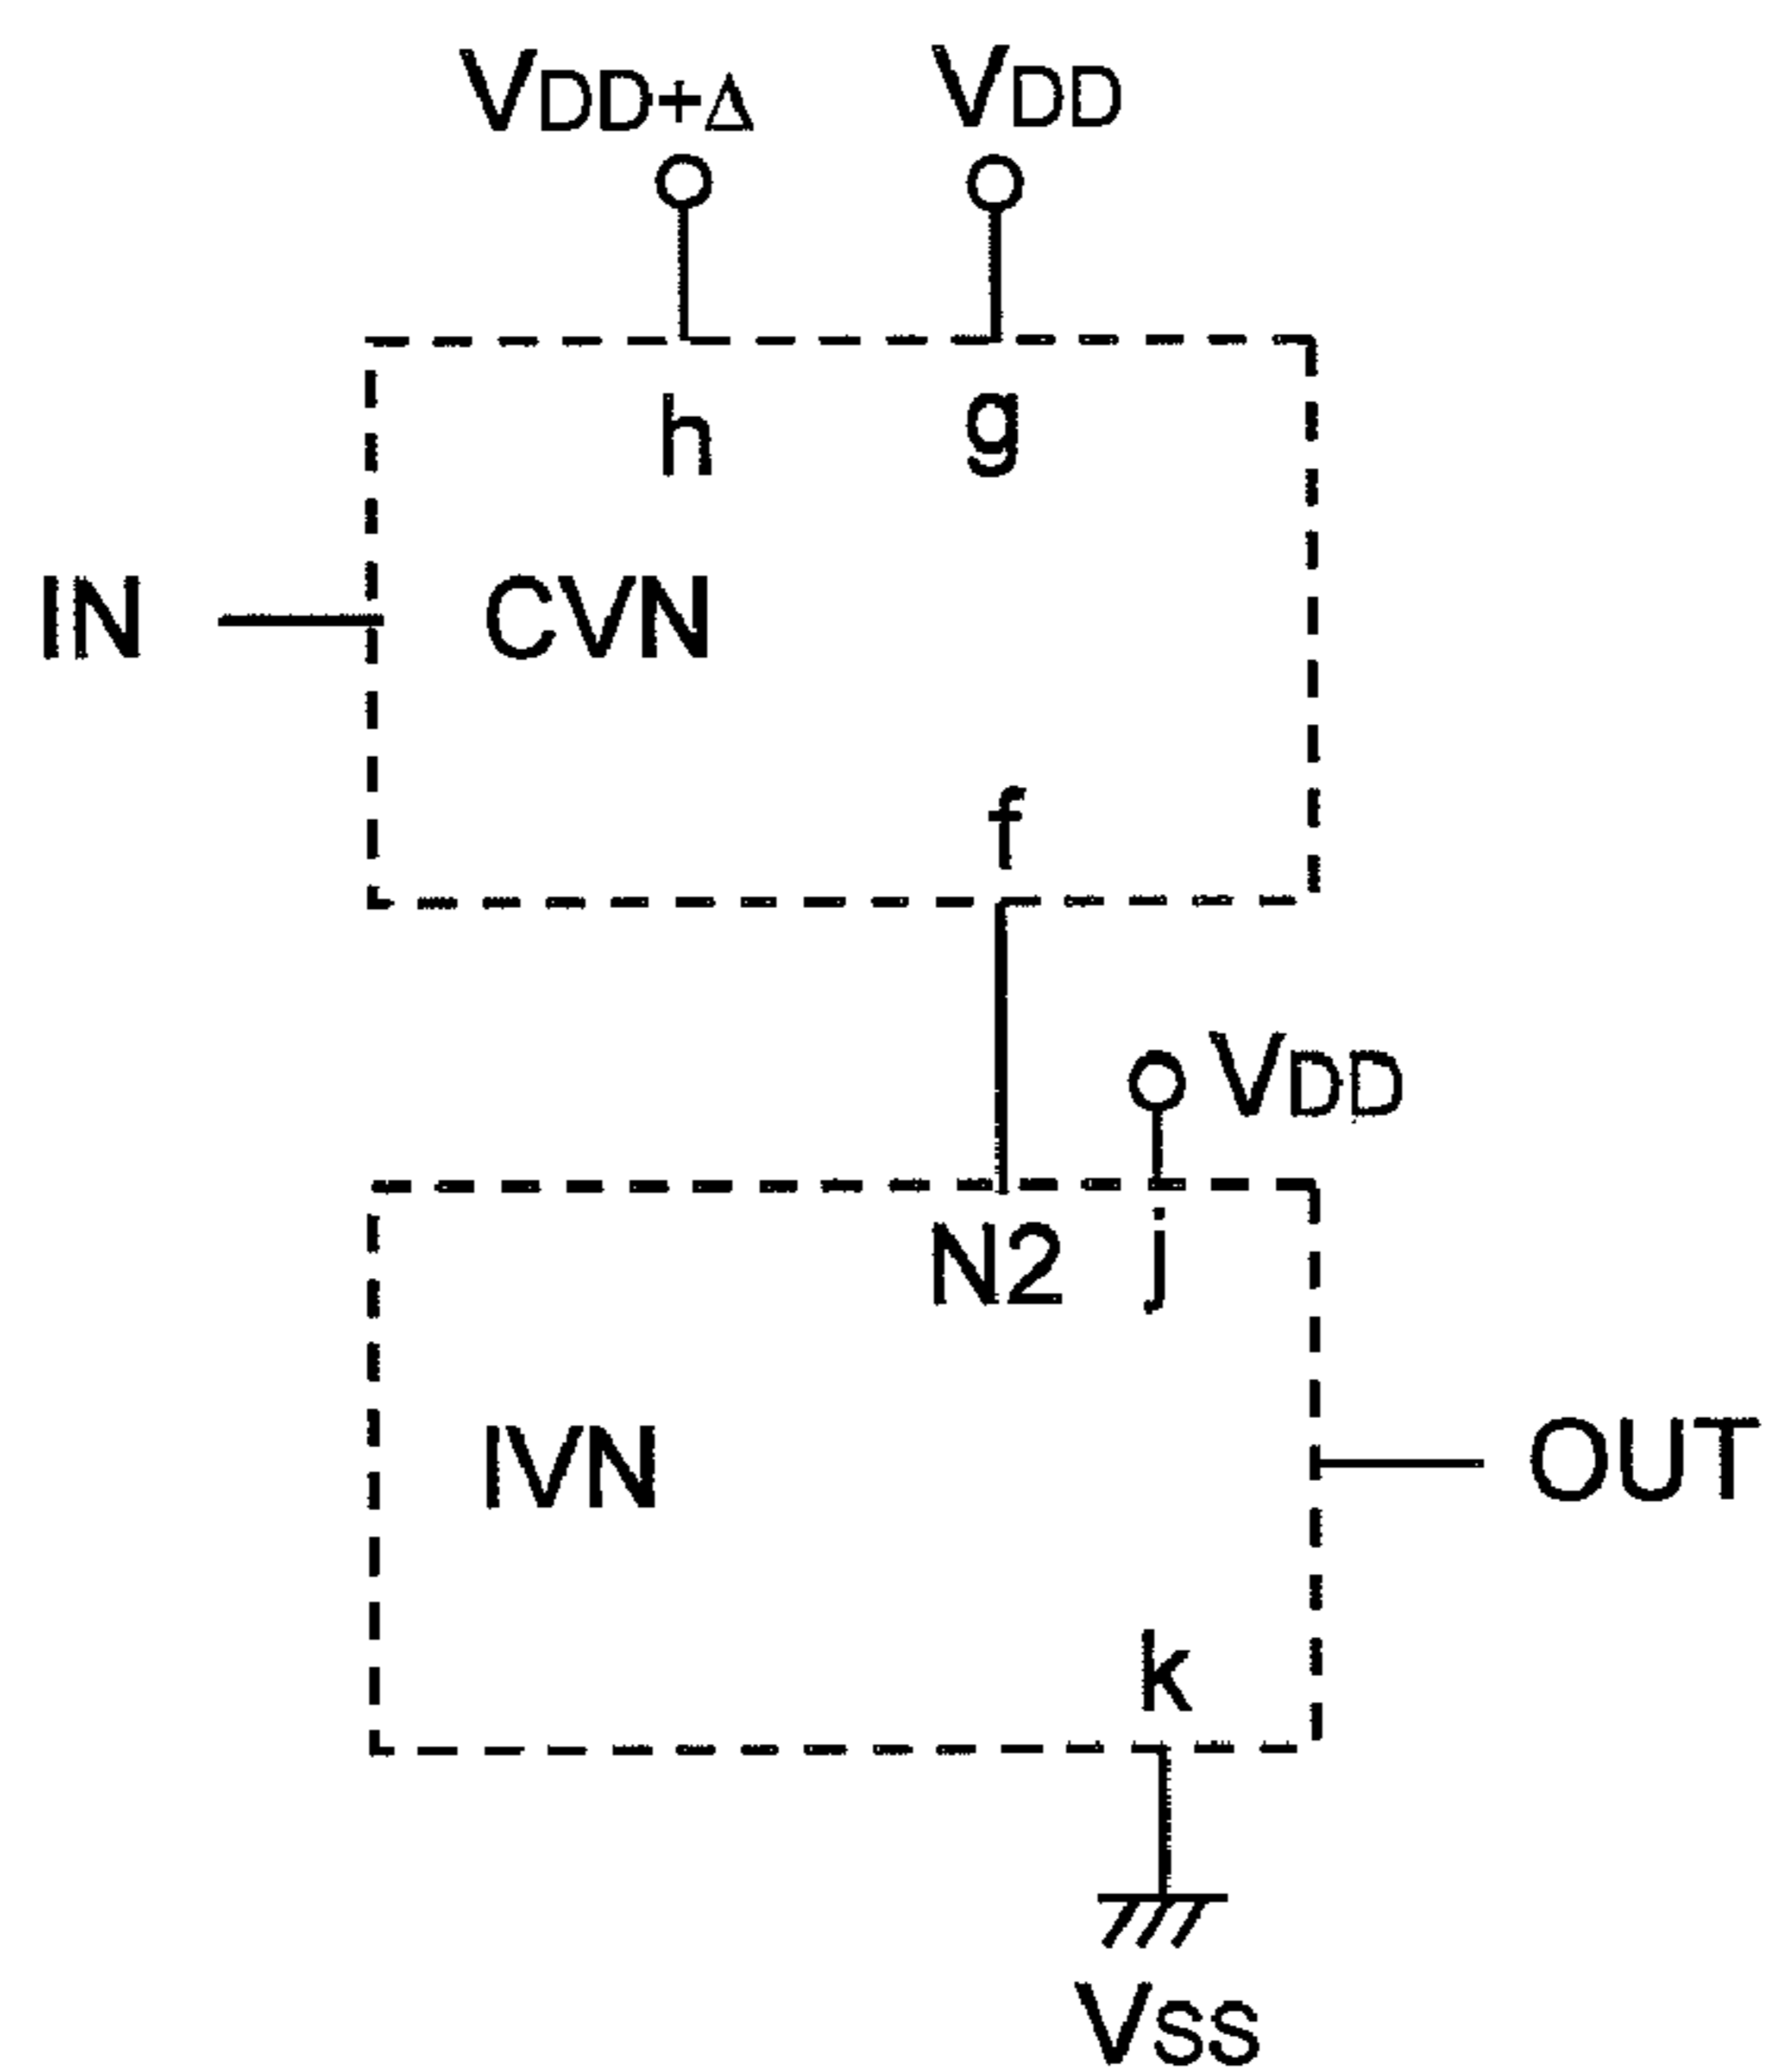 VDD+Δ VDD
h g
IN CVN
f
VDD
N2 j
IVN OUT
k
VSS